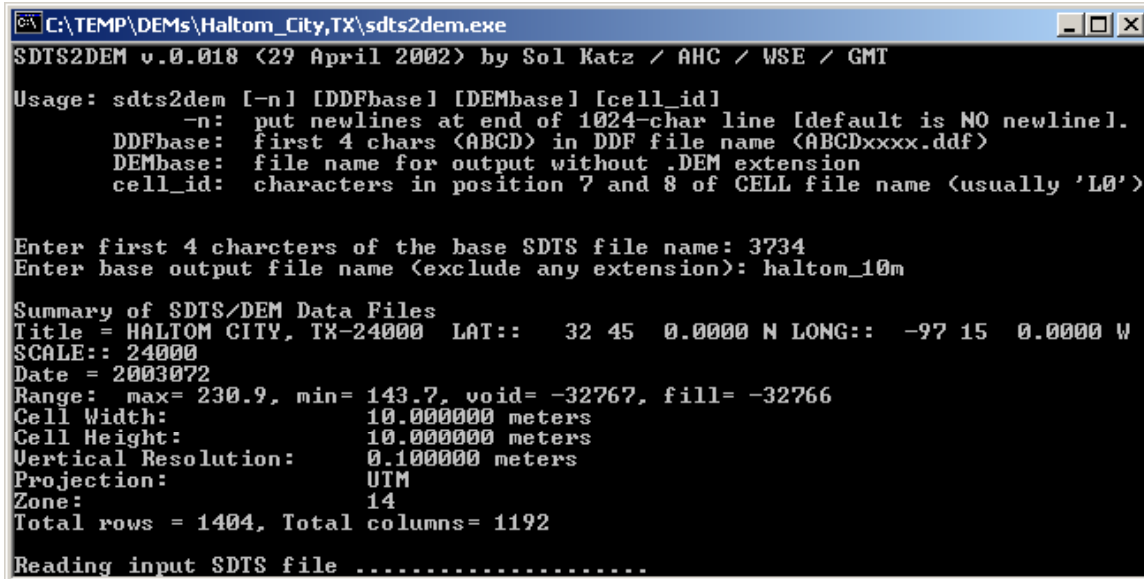 C:\TEMP\DEMs\Haltom_City,TX\sdts2dem.exe
SDTS2DEM v.0.018 (29 April 2002) by Sol Katz / AHC / WSE / GMT
Usage: sdts2dem [-n] [DDFbase] [DEMbase] [cell_id]
-n: put newlines at end of 1024-char line [default is NO newline].
DDFbase: first 4 chars (ABCD) in DDF file name (ABCDxxxx.ddf)
DEMbase: file name for output without .DEM extension
cell_id: characters in position 7 and 8 of CELL file name (usually 'L0')
Enter first 4 charcters of the base SDTS file name: 3734
Enter base output file name (exclude any extension): haltom_10m
Summary of SDTS/DEM Data Files
Title = HALTOM CITY, TX-24000 LAT:: 32 45 0.0000 N LONG:: -97 15 0.0000 W
SCALE:: 24000
Date = 2003072
Range: max= 230.9, min= 143.7, void= -32767, fill= -32766
Cell Width: 10.000000 meters
Cell Height: 10.000000 meters
Vertical Resolution: 0.100000 meters
Projection: UTM
Zone: 14
Total rows = 1404, Total columns= 1192
Reading input SDTS file ......................